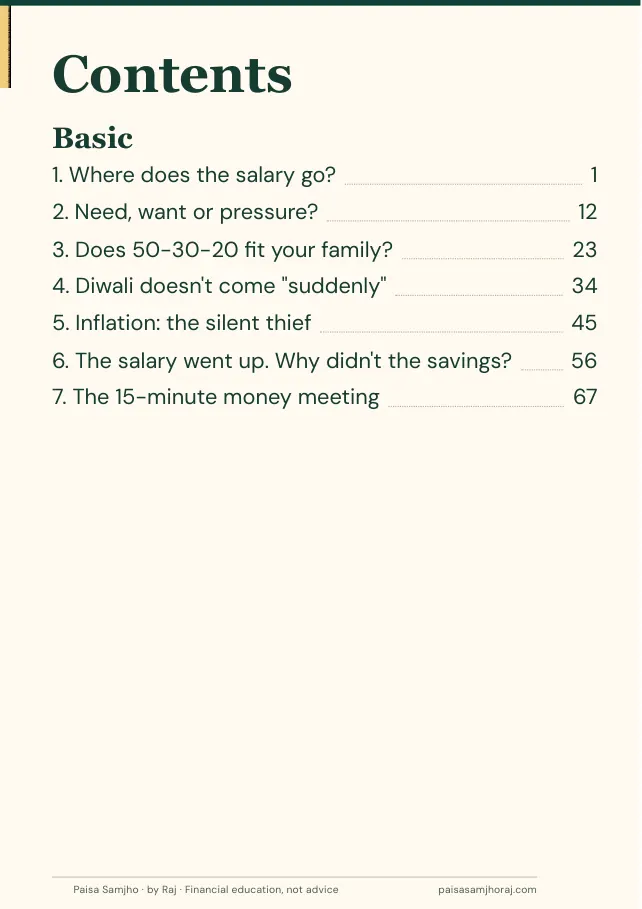 Contents
Basic
1. Where does the salary go? 1
2. Need, want or pressure? 12
3. Does 50-30-20 fit your family? 23
4. Diwali doesn't come "suddenly" 34
5. Inflation: the silent thief 45
6. The salary went up. Why didn't the savings? 56
7. The 15-minute money meeting 67
Paisa Samjho · by Raj · Financial education, not advice paisasamjhoraj.com